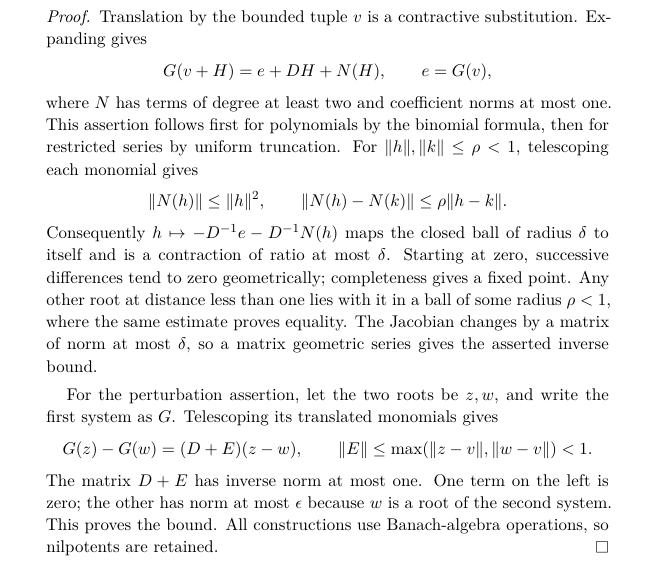 Proof. Translation by the bounded tuple v is a contractive substitution. Ex-
panding gives
G(v + H) = e + DH + N(H),    e = G(v),
where N has terms of degree at least two and coefficient norms at most one.
This assertion follows first for polynomials by the binomial formula, then for
restricted series by uniform truncation. For ‖h‖, ‖k‖ ≤ ρ < 1, telescoping
each monomial gives
‖N(h)‖ ≤ ‖h‖²,    ‖N(h) − N(k)‖ ≤ ρ‖h − k‖.
Consequently h ↦ −D⁻¹e − D⁻¹N(h) maps the closed ball of radius δ to
itself and is a contraction of ratio at most δ. Starting at zero, successive
differences tend to zero geometrically; completeness gives a fixed point. Any
other root at distance less than one lies with it in a ball of some radius ρ < 1,
where the same estimate proves equality. The Jacobian changes by a matrix
of norm at most δ, so a matrix geometric series gives the asserted inverse
bound.
For the perturbation assertion, let the two roots be z, w, and write the
first system as G. Telescoping its translated monomials gives
G(z) − G(w) = (D + E)(z − w),    ‖E‖ ≤ max(‖z − v‖, ‖w − v‖) < 1.
The matrix D + E has inverse norm at most one. One term on the left is
zero; the other has norm at most ϵ because w is a root of the second system.
This proves the bound. All constructions use Banach-algebra operations, so
nilpotents are retained. □